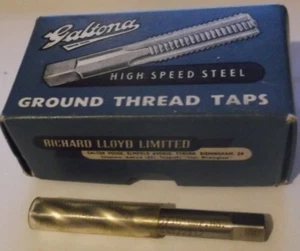 Galtona
HIGH SPEED STEEL
GROUND THREAD TAPS
RICHARD LLOYD LIMITED